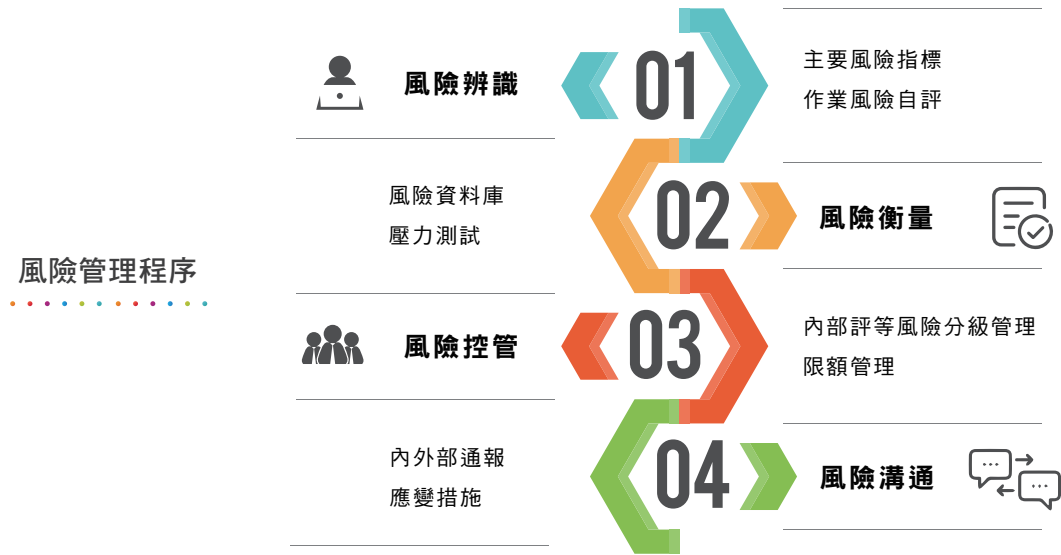 風險管理程序
風險辨識
01
主要風險指標
作業風險自評
風險資料庫
壓力測試
02
風險衡量
風險控管
03
內部評等風險分級管理
限額管理
內外部通報
應變措施
04
風險溝通